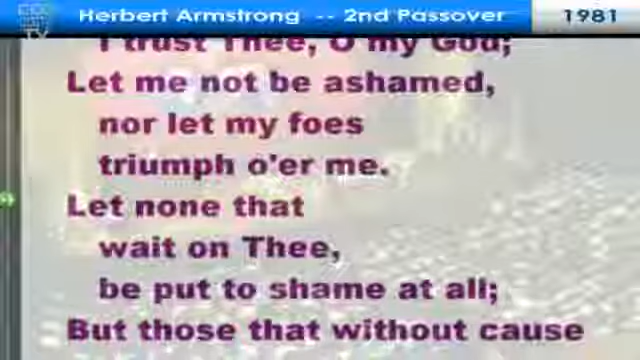 Herbert Armstrong -- 2nd Passover 1981
I trust Thee, O my God;
Let me not be ashamed,
nor let my foes
triumph o'er me.
Let none that
wait on Thee,
be put to shame at all;
But those that without cause